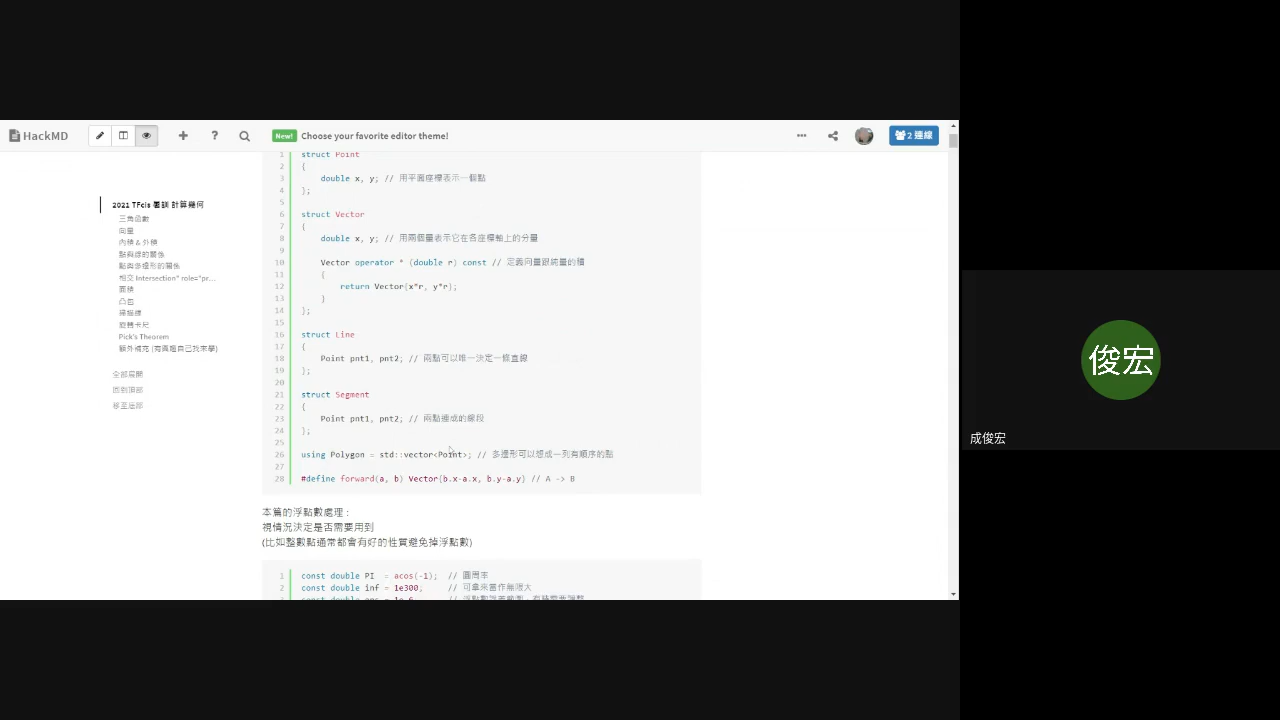 HackMD
New! Choose your favorite editor theme!
2 連線
2021 TFcis 暑訓 計算幾何
三角函數
向量
內積 & 外積
點與線的關係
點與多邊形的關係
相交 Intersection" role="pr...
面積
凸包
掃描線
旋轉卡尺
Pick's Theorem
額外補充 (有興趣自己找來學)
全部展開
回到頂部
移至底部
1 struct Point
2 {
3 double x, y; // 用平面座標表示一個點
4 };
5
6 struct Vector
7 {
8 double x, y; // 用兩個量表示它在各座標軸上的分量
9
10 Vector operator * (double r) const // 定義向量跟純量的積
11 {
12 return Vector{x*r, y*r};
13 }
14 };
15
16 struct Line
17 {
18 Point pnt1, pnt2; // 兩點可以唯一決定一條直線
19 };
20
21 struct Segment
22 {
23 Point pnt1, pnt2; // 兩點連成的線段
24 };
25
26 using Polygon = std::vector<Point>; // 多邊形可以想成一列有順序的點
27
28 #define forward(a, b) Vector{b.x-a.x, b.y-a.y} // A -> B
本篇的浮點數處理：
視情況決定是否需要用到
(比如整數點通常都會有好的性質避免掉浮點數)
1 const double PI = acos(-1); // 圓周率
2 const double inf = 1e300; // 可拿來當作無限大
俊宏
成俊宏